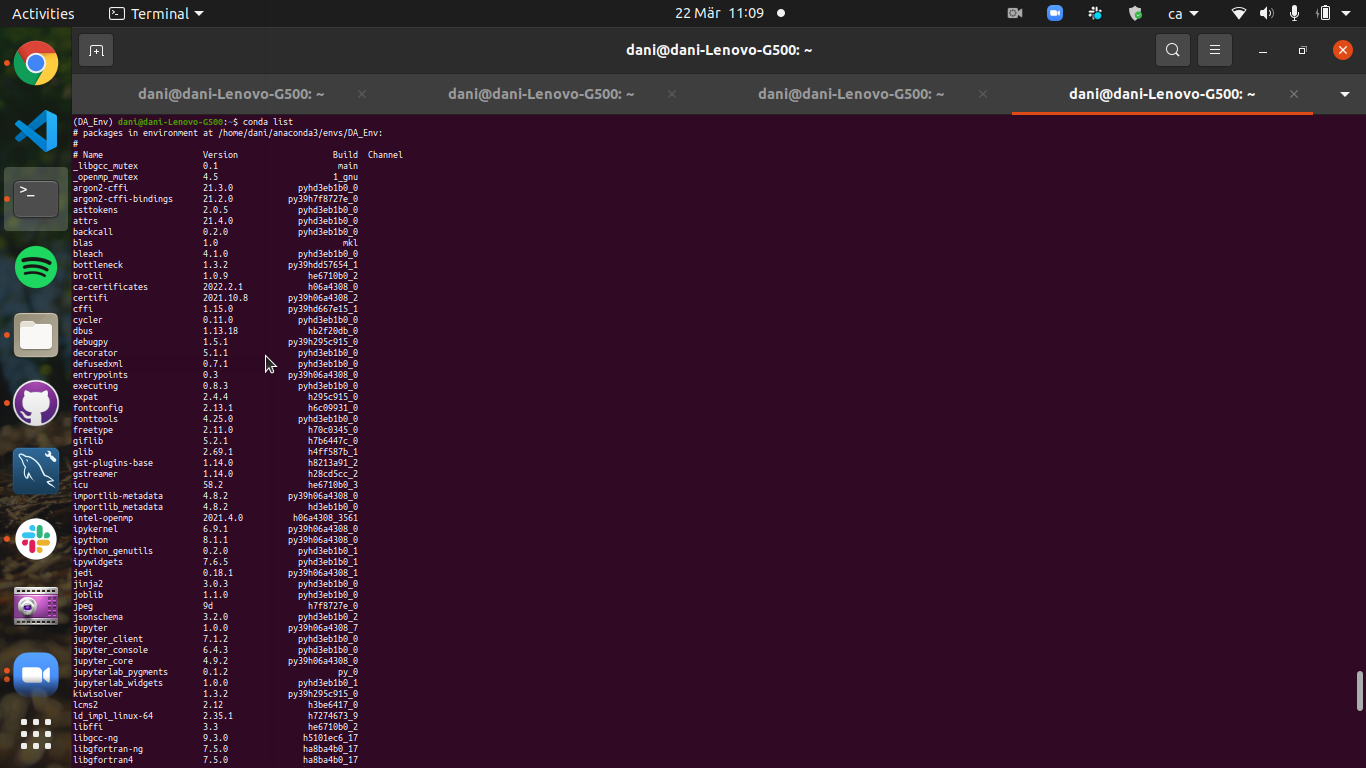 Activities Terminal 22 Mär 11:09 ca
dani@dani-Lenovo-G500: ~
dani@dani-Lenovo-G500: ~ dani@dani-Lenovo-G500: ~ dani@dani-Lenovo-G500: ~ dani@dani-Lenovo-G500: ~
(DA_Env) dani@dani-Lenovo-G500:~$ conda list
# packages in environment at /home/dani/anaconda3/envs/DA_Env:
#
# Name Version Build Channel
_libgcc_mutex 0.1 main
_openmp_mutex 4.5 1_gnu
argon2-cffi 21.3.0 pyhd3eb1b0_0
argon2-cffi-bindings 21.2.0 py39h7f8727e_0
asttokens 2.0.5 pyhd3eb1b0_0
attrs 21.4.0 pyhd3eb1b0_0
backcall 0.2.0 pyhd3eb1b0_0
blas 1.0 mkl
bleach 4.1.0 pyhd3eb1b0_0
bottleneck 1.3.2 py39hdd57654_1
brotli 1.0.9 he6710b0_2
ca-certificates 2022.2.1 h06a4308_0
certifi 2021.10.8 py39h06a4308_2
cffi 1.15.0 py39hd667e15_1
cycler 0.11.0 pyhd3eb1b0_0
dbus 1.13.18 hb2f20db_0
debugpy 1.5.1 py39h295c915_0
decorator 5.1.1 pyhd3eb1b0_0
defusedxml 0.7.1 pyhd3eb1b0_0
entrypoints 0.3 py39h06a4308_0
executing 0.8.3 pyhd3eb1b0_0
expat 2.4.4 h295c915_0
fontconfig 2.13.1 h6c09931_0
fonttools 4.25.0 pyhd3eb1b0_0
freetype 2.11.0 h70c0345_0
giflib 5.2.1 h7b6447c_0
glib 2.69.1 h4ff587b_1
gst-plugins-base 1.14.0 h8213a91_2
gstreamer 1.14.0 h28cd5cc_2
icu 58.2 he6710b0_3
importlib-metadata 4.8.2 py39h06a4308_0
importlib_metadata 4.8.2 hd3eb1b0_0
intel-openmp 2021.4.0 h06a4308_3561
ipykernel 6.9.1 py39h06a4308_0
ipython 8.1.1 py39h06a4308_0
ipython_genutils 0.2.0 pyhd3eb1b0_1
ipywidgets 7.6.5 pyhd3eb1b0_1
jedi 0.18.1 py39h06a4308_1
jinja2 3.0.3 pyhd3eb1b0_0
joblib 1.1.0 pyhd3eb1b0_0
jpeg 9d h7f8727e_0
jsonschema 3.2.0 pyhd3eb1b0_2
jupyter 1.0.0 py39h06a4308_7
jupyter_client 7.1.2 pyhd3eb1b0_0
jupyter_console 6.4.3 pyhd3eb1b0_0
jupyter_core 4.9.2 py39h06a4308_0
jupyterlab_pygments 0.1.2 py_0
jupyterlab_widgets 1.0.0 pyhd3eb1b0_1
kiwisolver 1.3.2 py39h295c915_0
lcms2 2.12 h3be6417_0
ld_impl_linux-64 2.35.1 h7274673_9
libffi 3.3 he6710b0_2
libgcc-ng 9.3.0 h5101ec6_17
libgfortran-ng 7.5.0 ha8ba4b0_17
libgfortran4 7.5.0 ha8ba4b0_17